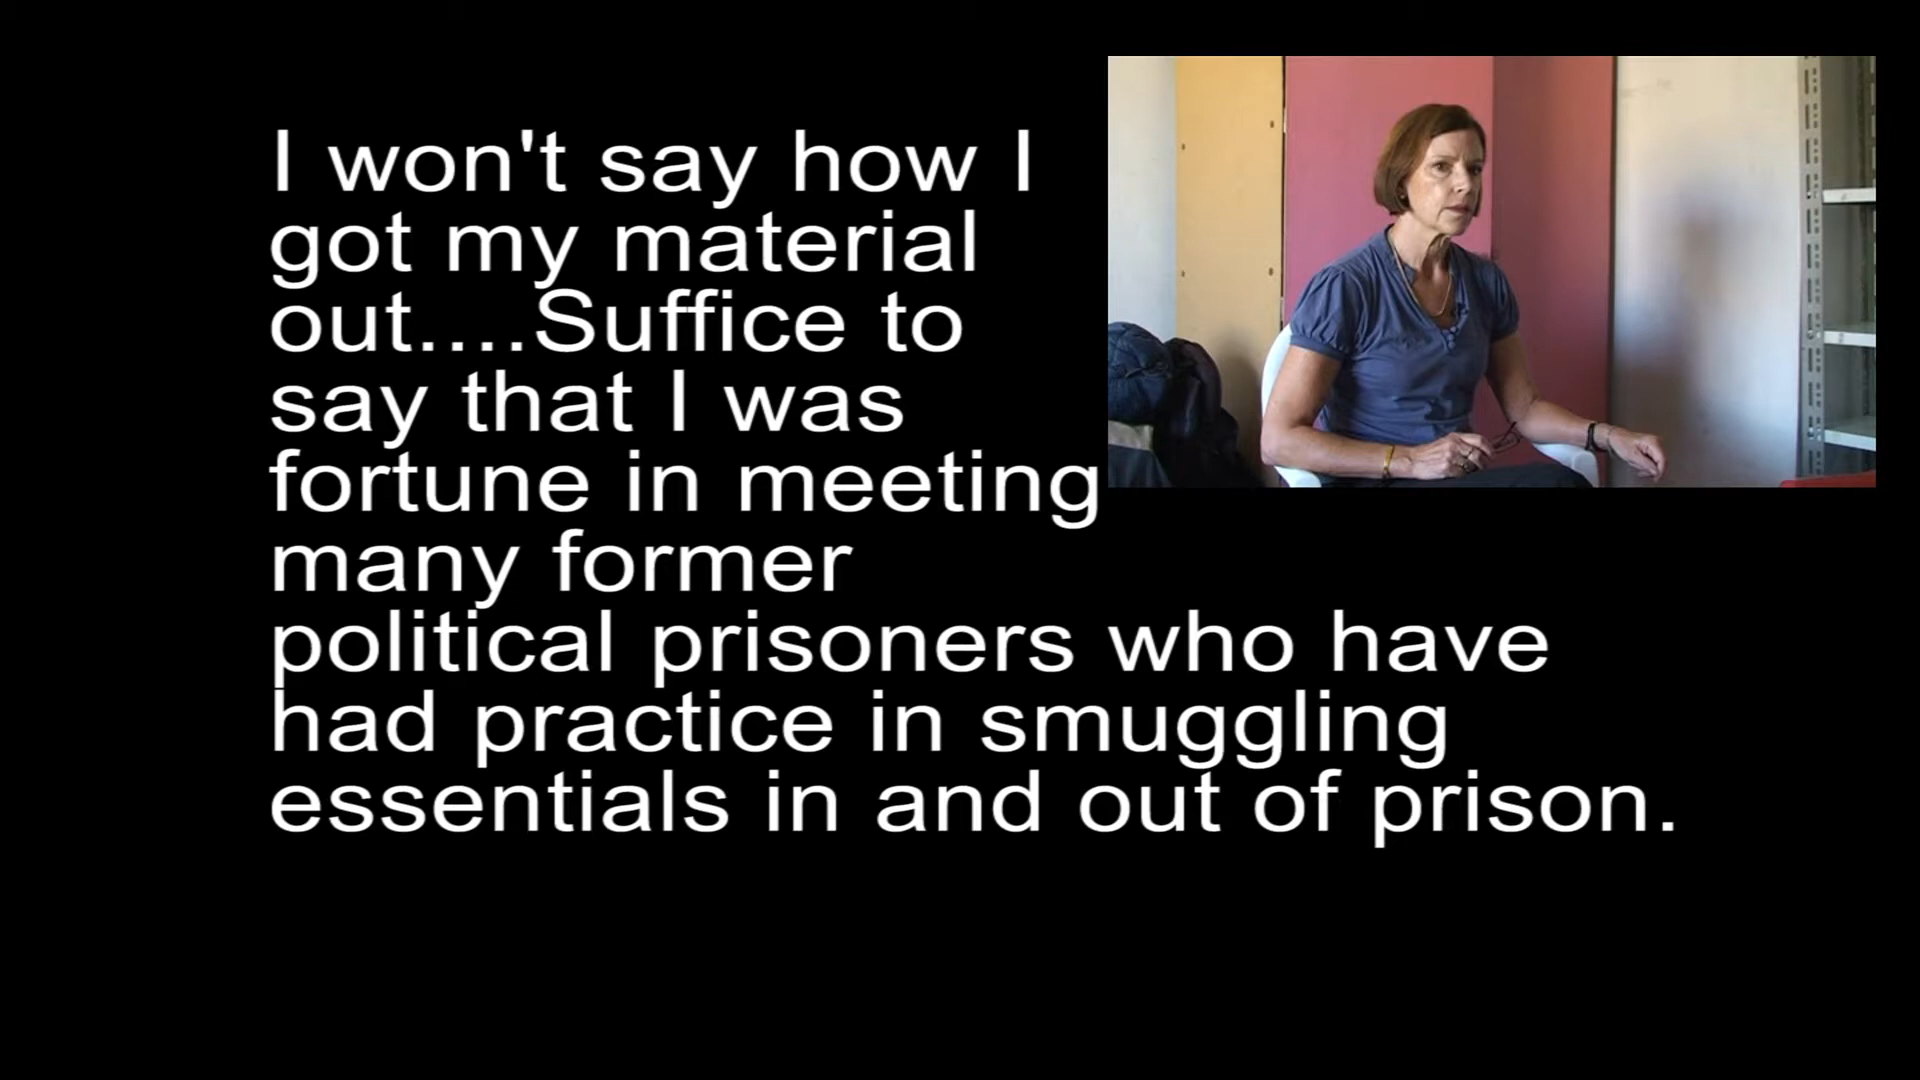 I won't say how I
got my material
out....Suffice to
say that I was
fortune in meeting
many former
political prisoners who have
had practice in smuggling
essentials in and out of prison.